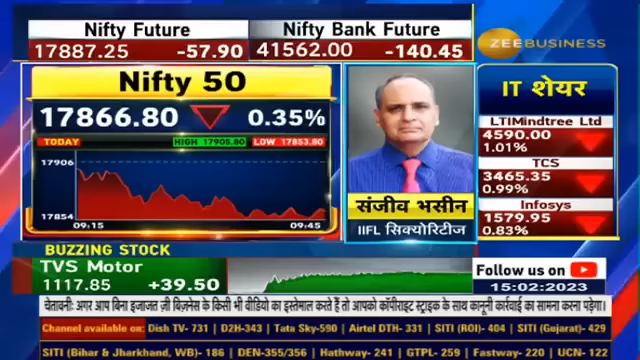 Nifty Future
17887.25 -57.90
Nifty Bank Future
41562.00 -140.45
ZEEBUSINESS
Nifty 50
17866.80 0.35%
TODAY HIGH 17905.80 LOW 17853.80
17906
17854
09:15 09:45
संजीव भसीन
IIFL सिक्योरिटीज
IT शेयर
LTIMindtree Ltd
4590.00
1.01%
TCS
3465.35
0.99%
Infosys
1579.95
0.83%
BUZZING STOCK
TVS Motor
1117.85 +39.50
Follow us on
15-02-2023
चेतावनी: अगर आप बिना इजाजत ज़ी बिज़नेस के किसी भी वीडियो का इस्तेमाल करते हैं तो आपको कॉपीराइट स्ट्राइक के साथ कानूनी कार्रवाई का सामना करना पड़ेगा.
Channel available on: Dish TV- 731 | D2H-343 | Tata Sky-590 | Airtel DTH- 331 | SITI (ROI) - 404 | SITI (Gujarat) - 429
SITI (Bihar & Jharkhand, WB)- 186 | DEN-355/356 | Hathway- 241 | GTPL- 259 | Fastway- 220 | UCN- 122